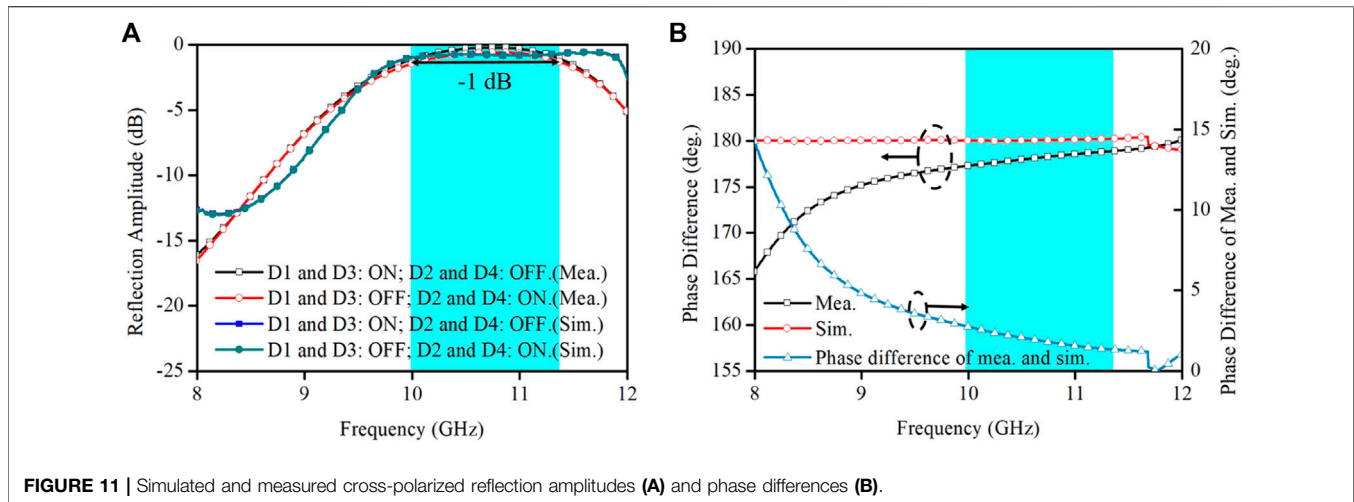 A
0
-5
-10
-15
-20
-25
Reflection Amplitude (dB)
-1 dB
D1 and D3: ON; D2 and D4: OFF.(Mea.)
D1 and D3: OFF; D2 and D4: ON.(Mea.)
D1 and D3: ON; D2 and D4: OFF.(Sim.)
D1 and D3: OFF; D2 and D4: ON.(Sim.)
8 9 10 11 12
Frequency (GHz)
B
190
185
180
175
170
165
160
155
Phase Difference (deg.)
Mea.
Sim.
Phase difference of mea. and sim.
20
15
10
5
0
Phase Difference of Mea. and Sim. (deg.)
8 9 10 11 12
Frequency (GHz)
FIGURE 11 | Simulated and measured cross-polarized reflection amplitudes (A) and phase differences (B).